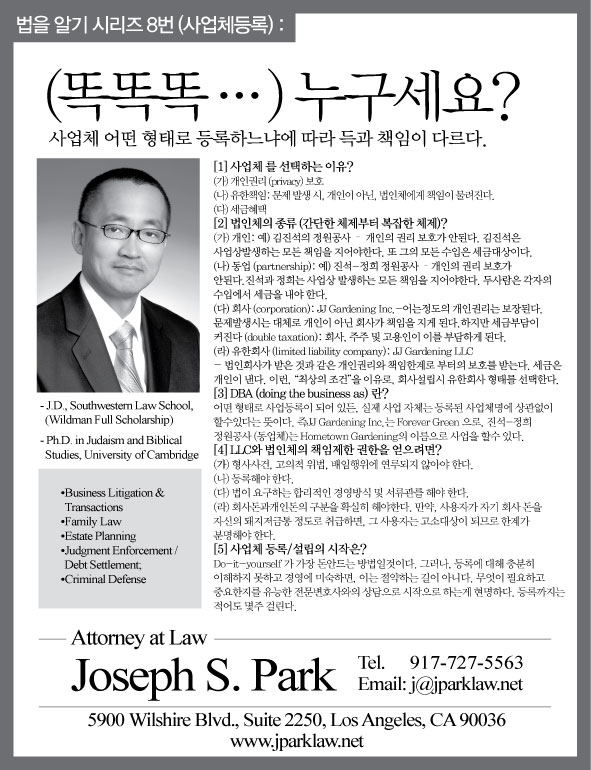 법을 알기 시리즈 8번 (사업체등록) :
(똑똑똑 …) 누구세요?
사업체 어떤 형태로 등록하느냐에 따라 득과 책임이 다르다.
[1] 사업체 를 선택하는 이유?
(가) 개인권리 (privacy) 보호
(나) 유한책임: 문제 발생 시, 개인이 아닌, 법인체에게 책임이 물려진다.
(다) 세금혜택
[2] 법인체의 종류 (간단한 체제부터 복잡한 체제)?
(가) 개인: 예) 김진석의 정원공사 – 개인의 권리 보호가 안된다. 김진석은
사업상발생하는 모든 책임을 지어야한다. 또 그의 모든 수입은 세금대상이다.
(나) 동업 (partnership): 예) 진석-정희 정원공사 – 개인의 권리 보호가
안된다.진석과 정희는 사업상 발생하는 모든 책임을 지어야한다. 두사람은 각자의
수입에서 세금을 내야 한다.
(다) 회사 (corporation): JJ Gardening Inc.-어는정도의 개인권리는 보장된다.
문제발생시는 대체로 개인이 아닌 회사가 책임을 지게 된다.하지만 세금부담이
커진다 (double taxation): 회사, 주주 및 고용인이 이를 부담하게 된다.
(라) 유한회사 (limited liability company): JJ Gardening LLC
- 법인회사가 받은 것과 같은 개인권리와 책임한계로 부터의 보호를 받는다. 세금은
개인이 낸다. 이런, “최상의 조건”을 이유로, 회사설립시 유한회사 형태를 선택한다.
[3] DBA (doing the business as) 란?
어떤 형태로 사업등록이 되어 있든, 실제 사업 자체는 등록된 사업체명에 상관없이
할수있다는 뜻이다. 즉JJ Gardening Inc.는 Forever Green 으로, 진석-정희
정원공사 (동업체)는 Hometown Gardening의 이름으로 사업을 할수 있다.
[4] LLC와 법인체의 책임제한 권한을 얻으려면?
(가) 형사사건, 고의적 위법, 배임행위에 연루되지 않아야 한다.
(나) 등록해야 한다.
(다) 법이 요구하는 합리적인 경영방식 및 서류관를 해야 한다.
(라) 회사돈과개인돈의 구분을 확실히 해야한다. 만약, 사용자가 자기 회사 돈을
자신의 돼지저금통 정도로 취급하면, 그 사용자는 고소대상이 되므로 한계가
분명해야 한다.
[5] 사업체 등록/설립의 시작은?
Do-it-yourself 가 가장 돈안드는 방법일것이다. 그러나, 등록에 대해 충분히
이해하지 못하고 경영에 미숙하면, 이는 절약하는 길이 아니다. 무엇이 필요하고
중요한지를 유능한 전문변호사와의 상담으로 시작으로 하는게 현명하다. 등록까지는
적어도 몇주 걸린다.
- J.D., Southwestern Law School,
(Wildman Full Scholarship)
- Ph.D. in Judaism and Biblical
Studies, University of Cambridge
•Business Litigation &
Transactions
•Family Law
•Estate Planning
•Judgment Enforcement /
Debt Settlement;
•Criminal Defense
Attorney at Law
Joseph S. Park
Tel. 917-727-5563
Email: j@jparklaw.net
5900 Wilshire Blvd., Suite 2250, Los Angeles, CA 90036
www.jparklaw.net